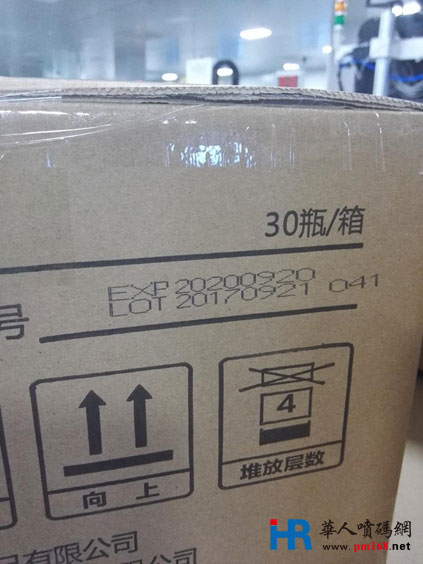 30瓶/箱
EXP 20200920
号
LOT 20170921 041
4
向上
堆放层数
有限公司
HR 華人噴碼網
www.pm168.net